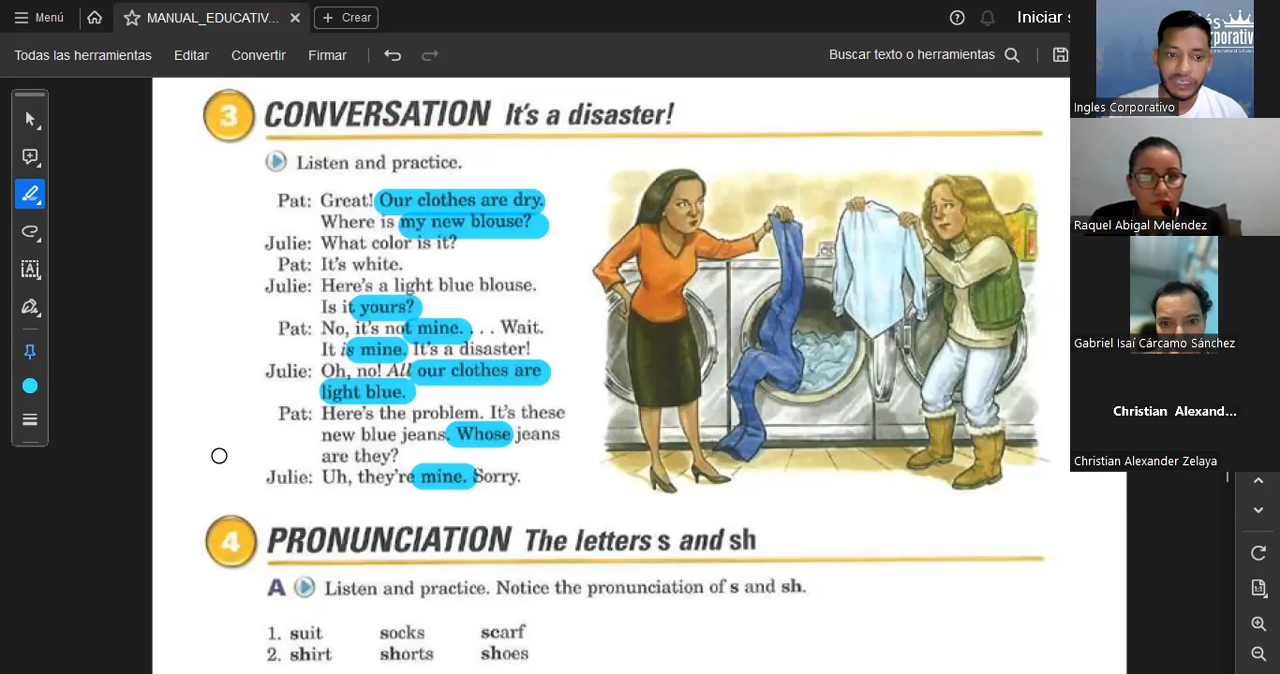 Menú
MANUAL_EDUCATIV...
Crear
Iniciar s
Todas las herramientas
Editar
Convertir
Firmar
Buscar texto o herramientas
3 CONVERSATION It's a disaster!
Listen and practice.
Pat: Great! Our clothes are dry.
Where is my new blouse?
Julie: What color is it?
Pat: It's white.
Julie: Here's a light blue blouse.
Is it yours?
Pat: No, it's not mine. . . . Wait.
It is mine. It's a disaster!
Julie: Oh, no! All our clothes are
light blue.
Pat: Here's the problem. It's these
new blue jeans. Whose jeans
are they?
Julie: Uh, they're mine. Sorry.
4 PRONUNCIATION The letters s and sh
A Listen and practice. Notice the pronunciation of s and sh.
1. suit socks scarf
2. shirt shorts shoes
Ingles Corporativo
Raquel Abigal Melendez
Gabriel Isaí Cárcamo Sánchez
Christian Alexand...
Christian Alexander Zelaya